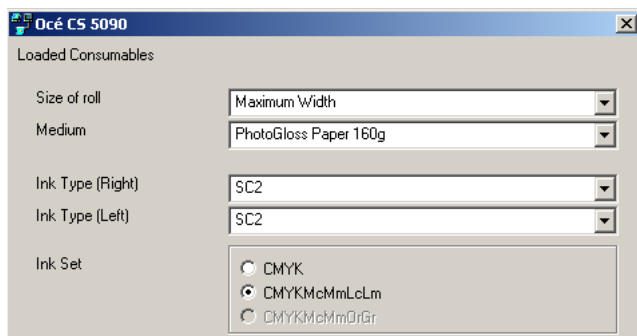 Océ CS 5090
Loaded Consumables
Size of roll
Maximum Width
Medium
PhotoGloss Paper 160g
Ink Type (Right)
SC2
Ink Type (Left)
SC2
Ink Set
CMYK
CMYKMcMmLcLm
CMYKMcMmOrGr